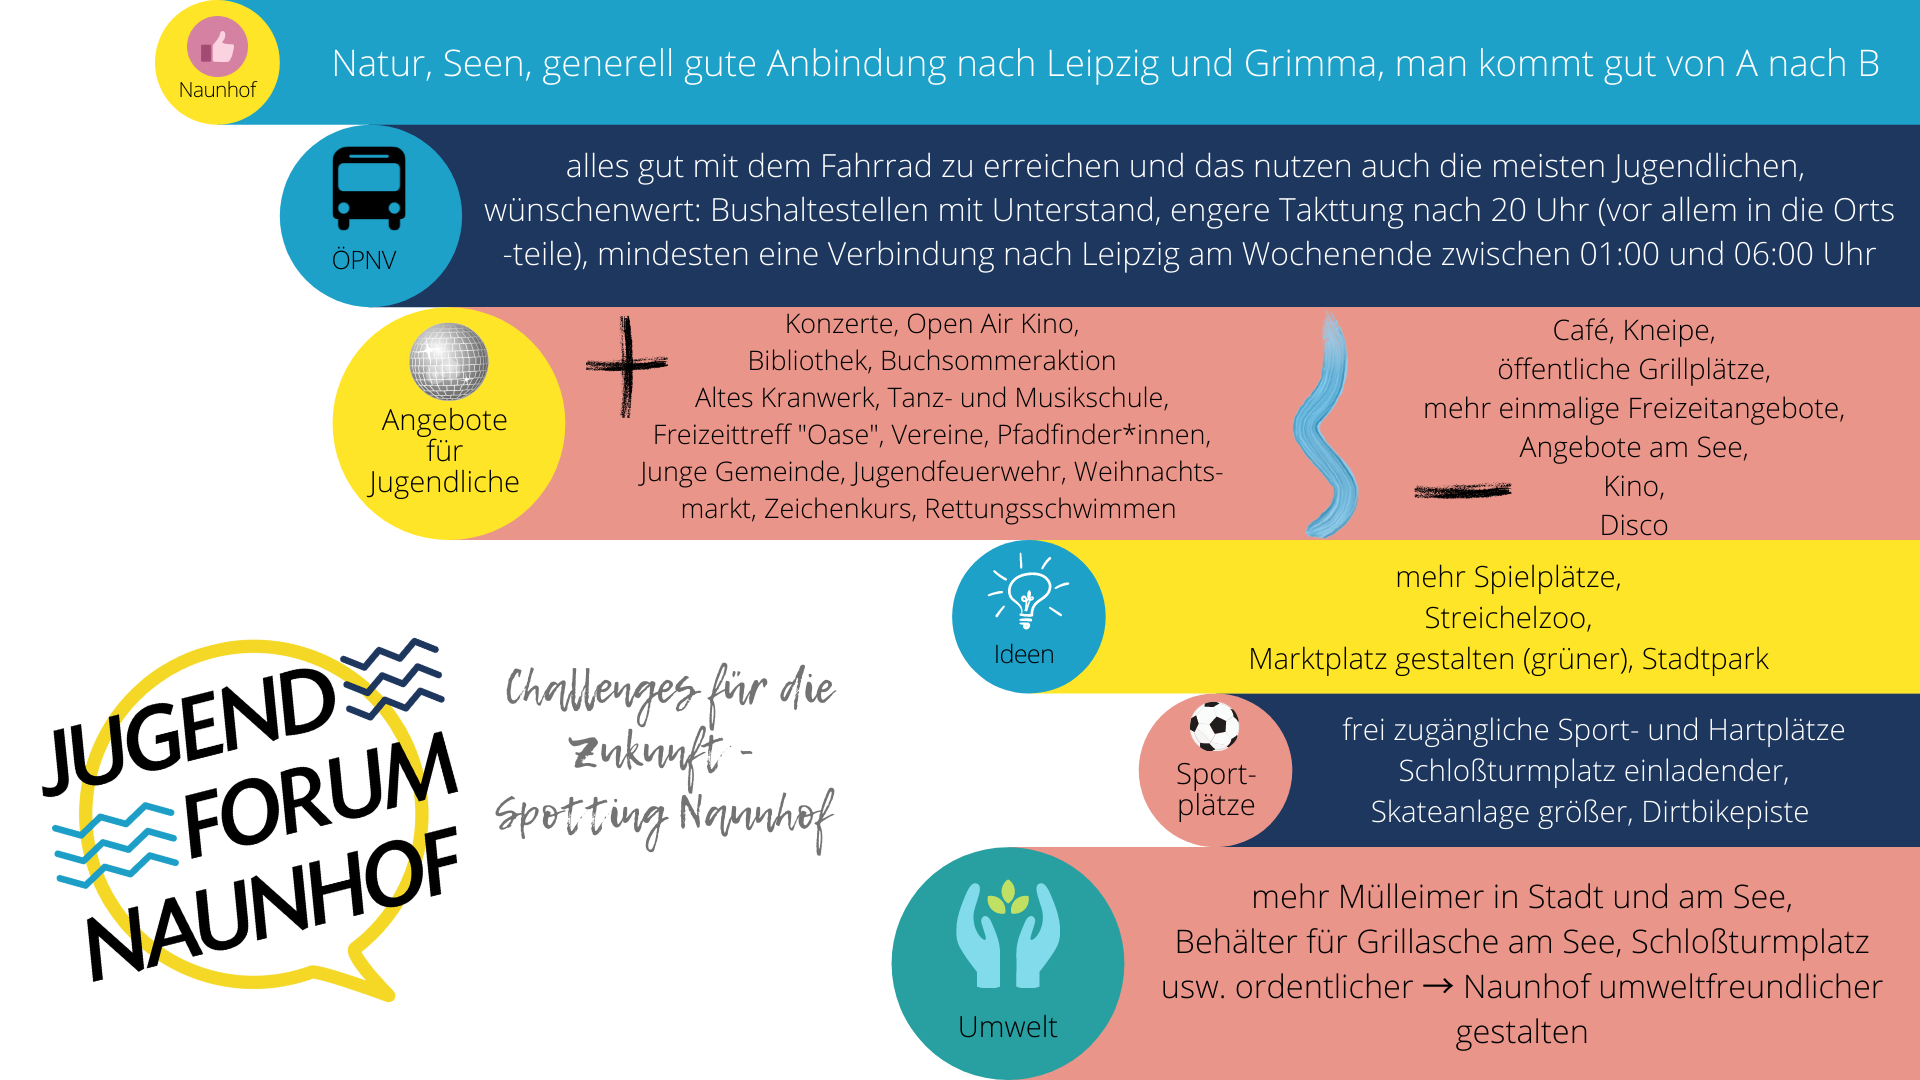 Naunhof
Natur, Seen, generell gute Anbindung nach Leipzig und Grimma, man kommt gut von A nach B
ÖPNV
alles gut mit dem Fahrrad zu erreichen und das nutzen auch die meisten Jugendlichen,
wünschenwert: Bushaltestellen mit Unterstand, engere Takttung nach 20 Uhr (vor allem in die Orts
-teile), mindesten eine Verbindung nach Leipzig am Wochenende zwischen 01:00 und 06:00 Uhr
Angebote
für
Jugendliche
Konzerte, Open Air Kino,
Bibliothek, Buchsommeraktion
Altes Kranwerk, Tanz- und Musikschule,
Freizeittreff "Oase", Vereine, Pfadfinder*innen,
Junge Gemeinde, Jugendfeuerwehr, Weihnachts-
markt, Zeichenkurs, Rettungsschwimmen
Café, Kneipe,
öffentliche Grillplätze,
mehr einmalige Freizeitangebote,
Angebote am See,
Kino,
Disco
Ideen
mehr Spielplätze,
Streichelzoo,
Marktplatz gestalten (grüner), Stadtpark
Sport-
plätze
frei zugängliche Sport- und Hartplätze
Schloßturmplatz einladender,
Skateanlage größer, Dirtbikepiste
Umwelt
mehr Mülleimer in Stadt und am See,
Behälter für Grillasche am See, Schloßturmplatz
usw. ordentlicher → Naunhof umweltfreundlicher
gestalten
JUGEND
FORUM
NAUNHOF
Challenges für die
Zukunft -
Spotting Naunhof